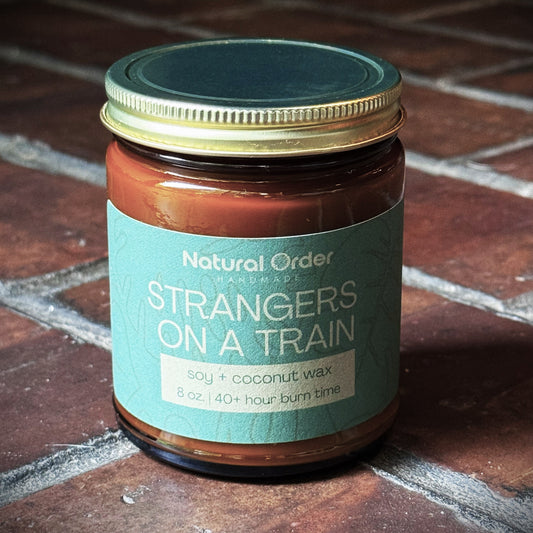 Natural Order
HANDMADE
STRANGERS
ON A TRAIN
soy + coconut wax
8 oz. | 40+ hour burn time